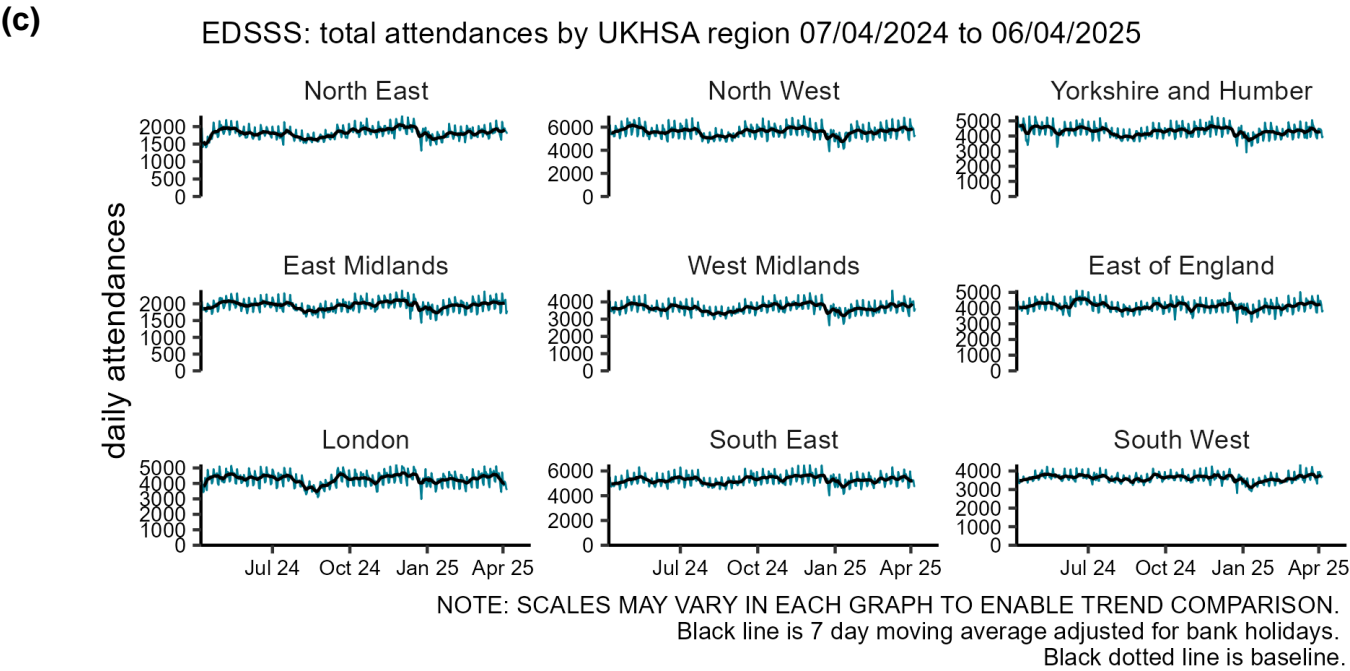 (c)
EDSSS: total attendances by UKHSA region 07/04/2024 to 06/04/2025
daily attendances
North East
2000
1500
1000
500
0
North West
6000
4000
2000
0
Yorkshire and Humber
5000
4000
3000
2000
1000
0
East Midlands
2000
1500
1000
500
0
West Midlands
4000
3000
2000
1000
0
East of England
5000
4000
3000
2000
1000
0
London
5000
4000
3000
2000
1000
0
Jul 24 Oct 24 Jan 25 Apr 25
South East
6000
4000
2000
0
Jul 24 Oct 24 Jan 25 Apr 25
South West
4000
3000
2000
1000
0
Jul 24 Oct 24 Jan 25 Apr 25
NOTE: SCALES MAY VARY IN EACH GRAPH TO ENABLE TREND COMPARISON.
Black line is 7 day moving average adjusted for bank holidays.
Black dotted line is baseline.